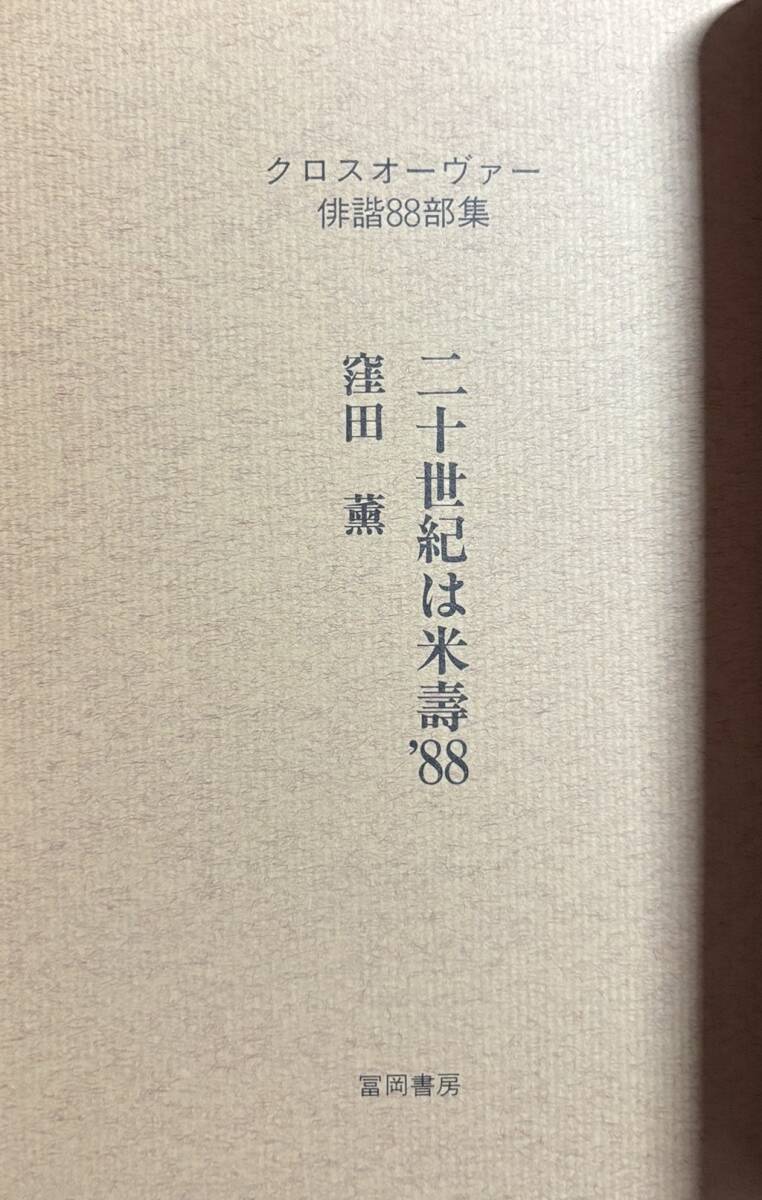 クロスオーヴァー
俳諧88部集
二十世紀は米壽’88
窪田 薫
冨岡書房